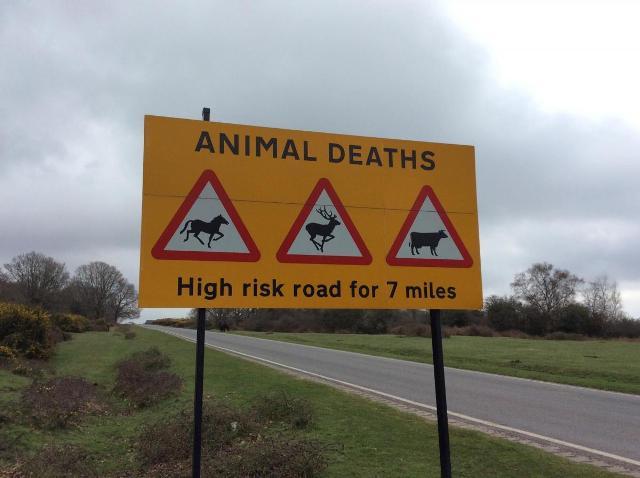 ANIMAL DEATHS
High risk road for 7 miles